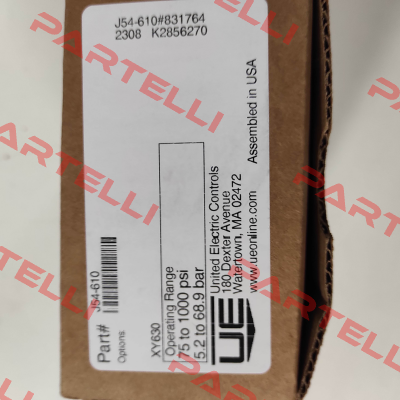 J54-610#831764
2308 K2856270
Part# J54-610
Options
XY630
Operating Range
75 to 1000 psi
5.2 to 68.9 bar
UE
United Electric Controls
180 Dexter Avenue
Watertown, MA 02472
www.ueonline.com
Assembled in USA
PARTELLI
PARTELLI
PARTELLI
PARTELLI
PARTELLI